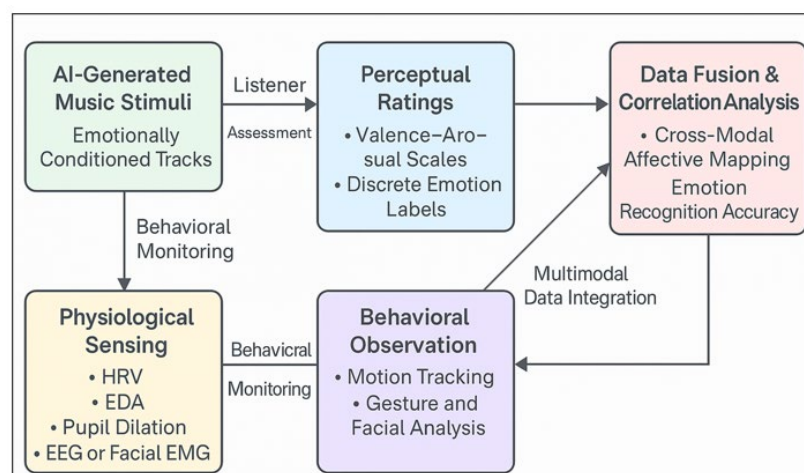 AI-Generated
Music Stimuli
Emotionally
Conditioned Tracks
Listener
Assessment
Perceptual
Ratings
• Valence–Aro–
sual Scales
• Discrete Emotion
Labels
Data Fusion &
Correlation Analysis
• Cross-Modal
Affective Mapping
Emotion
Recognition Accuracy
Behavioral
Monitoring
Multimodal
Data Integration
Physiological
Sensing
• HRV
• EDA
• Pupil Dilation
• EEG or Facial EMG
Behavicral
Monitoring
Behavioral
Observation
• Motion Tracking
• Gesture and
Facial Analysis